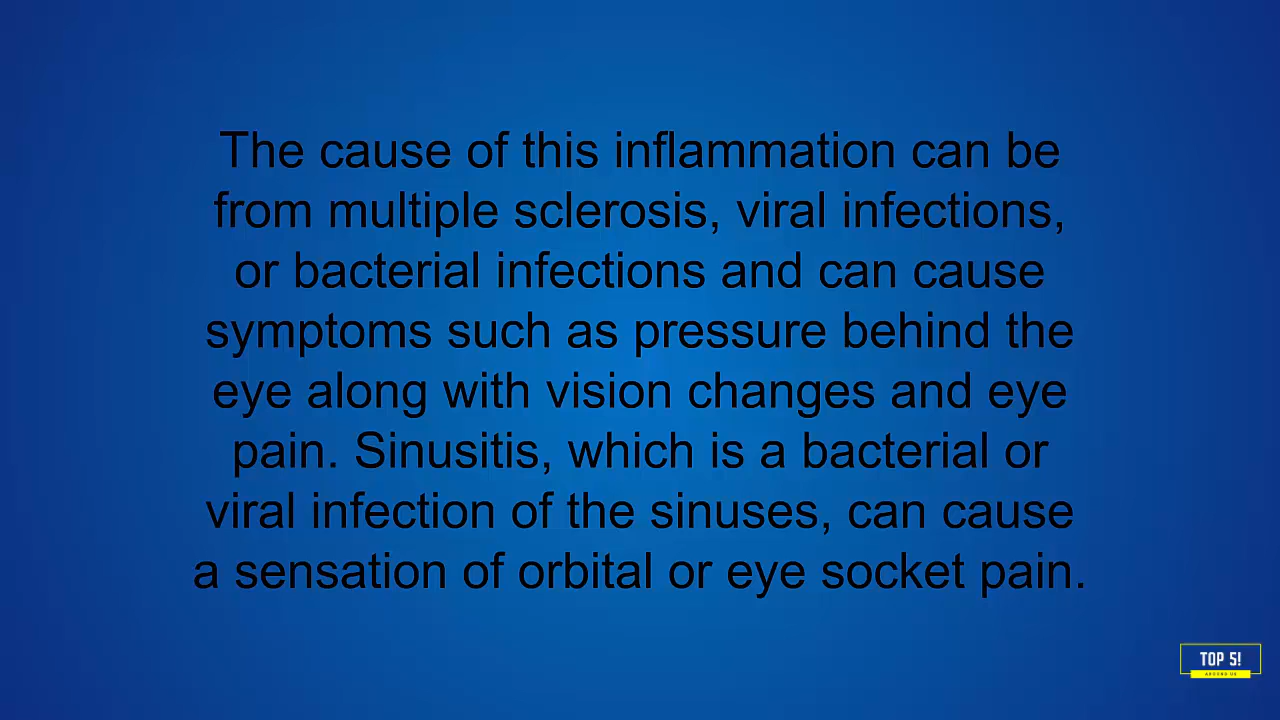 The cause of this inflammation can be
from multiple sclerosis, viral infections,
or bacterial infections and can cause
symptoms such as pressure behind the
eye along with vision changes and eye
pain. Sinusitis, which is a bacterial or
viral infection of the sinuses, can cause
a sensation of orbital or eye socket pain.
TOP 5!
AROUND US